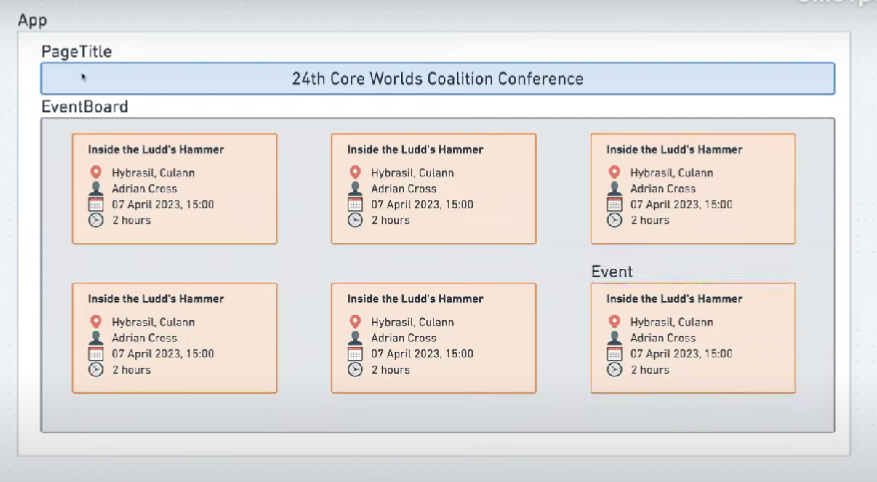 App
PageTitle
24th Core Worlds Coalition Conference
EventBoard
Inside the Ludd's Hammer
Hybrasil, Culann
Adrian Cross
07 April 2023, 15:00
2 hours
Inside the Ludd's Hammer
Hybrasil, Culann
Adrian Cross
07 April 2023, 15:00
2 hours
Inside the Ludd's Hammer
Hybrasil, Culann
Adrian Cross
07 April 2023, 15:00
2 hours
Inside the Ludd's Hammer
Hybrasil, Culann
Adrian Cross
07 April 2023, 15:00
2 hours
Inside the Ludd's Hammer
Hybrasil, Culann
Adrian Cross
07 April 2023, 15:00
2 hours
Event
Inside the Ludd's Hammer
Hybrasil, Culann
Adrian Cross
07 April 2023, 15:00
2 hours